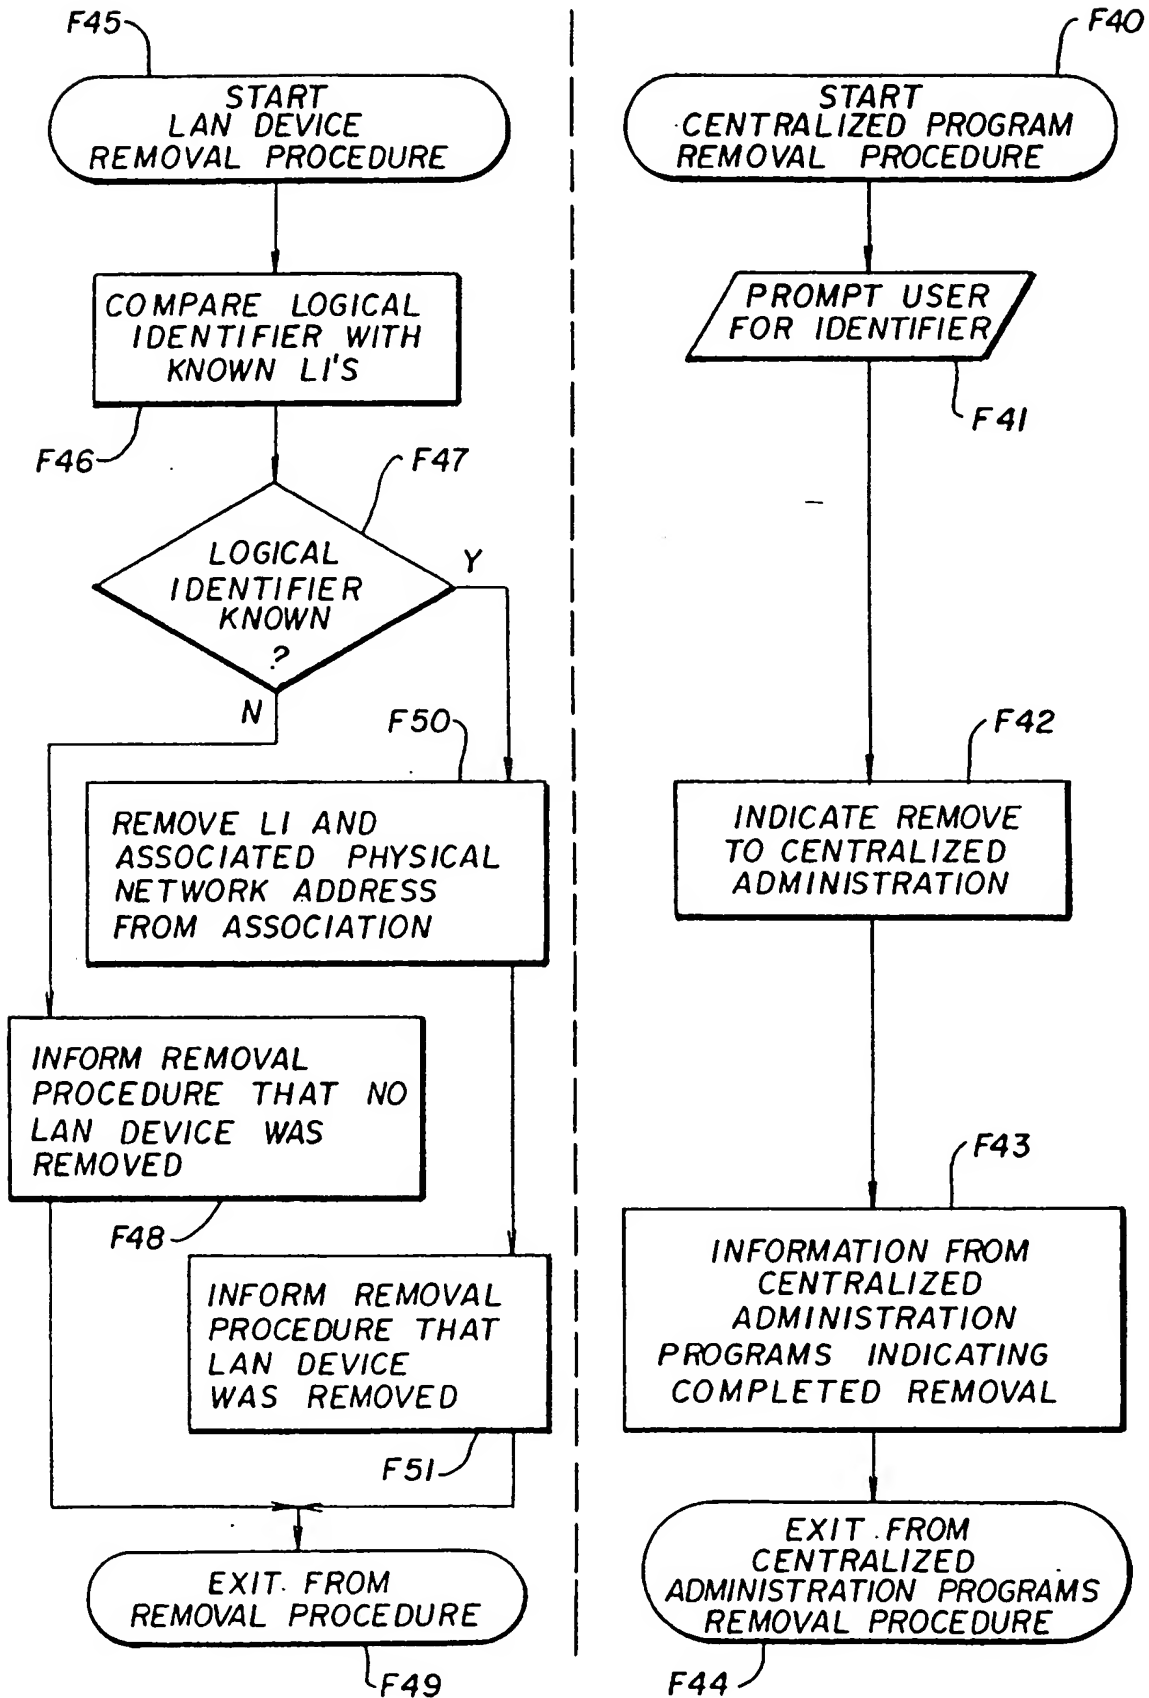 F45
START
LAN DEVICE
REMOVAL PROCEDURE
COMPARE LOGICAL
IDENTIFIER WITH
KNOWN LI'S
F46
F47
LOGICAL
IDENTIFIER
KNOWN
?
Y
N
F50
REMOVE LI AND
ASSOCIATED PHYSICAL
NETWORK ADDRESS
FROM ASSOCIATION
INFORM REMOVAL
PROCEDURE THAT NO
LAN DEVICE WAS
REMOVED
F48
INFORM REMOVAL
PROCEDURE THAT
LAN DEVICE
WAS REMOVED
F51
EXIT FROM
REMOVAL PROCEDURE
F49
F40
START
CENTRALIZED PROGRAM
REMOVAL PROCEDURE
PROMPT USER
FOR IDENTIFIER
F41
F42
INDICATE REMOVE
TO CENTRALIZED
ADMINISTRATION
F43
INFORMATION FROM
CENTRALIZED
ADMINISTRATION
PROGRAMS INDICATING
COMPLETED REMOVAL
EXIT FROM
CENTRALIZED
ADMINISTRATION PROGRAMS
REMOVAL PROCEDURE
F44